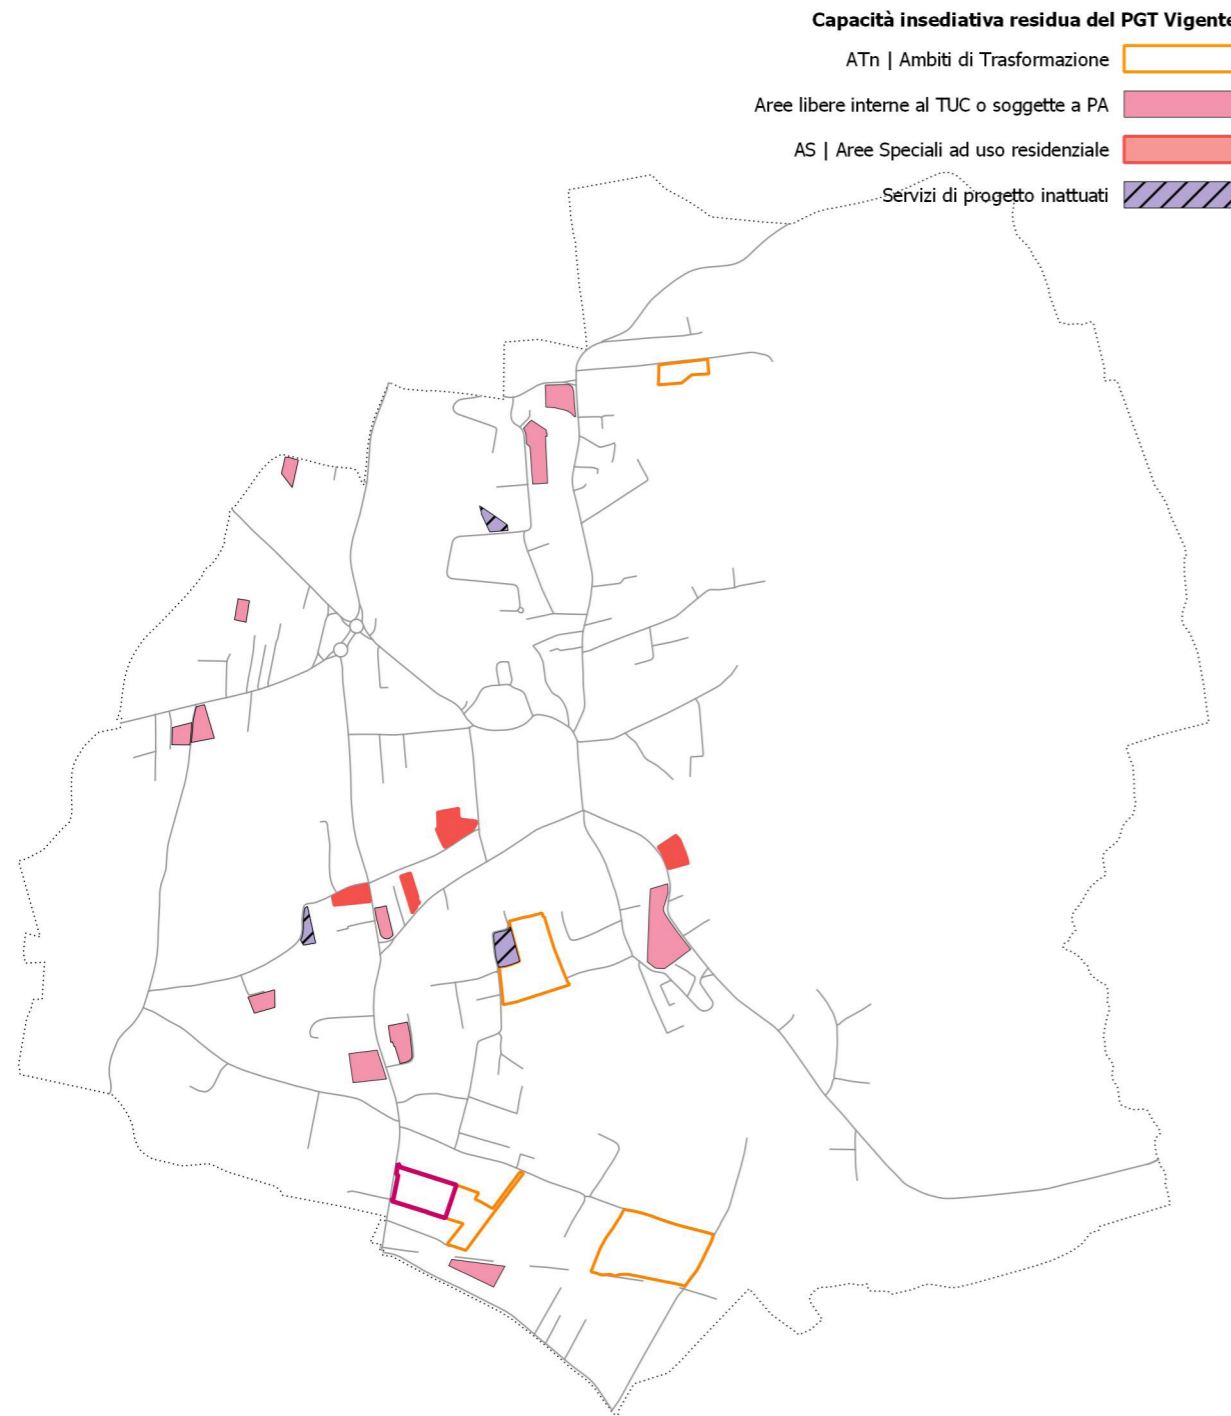 Capacità insediativa residua del PGT Vigente
ATn | Ambiti di Trasformazione
Aree libere interne al TUC o soggette a PA
AS | Aree Speciali ad uso residenziale
Servizi di progetto inattuati